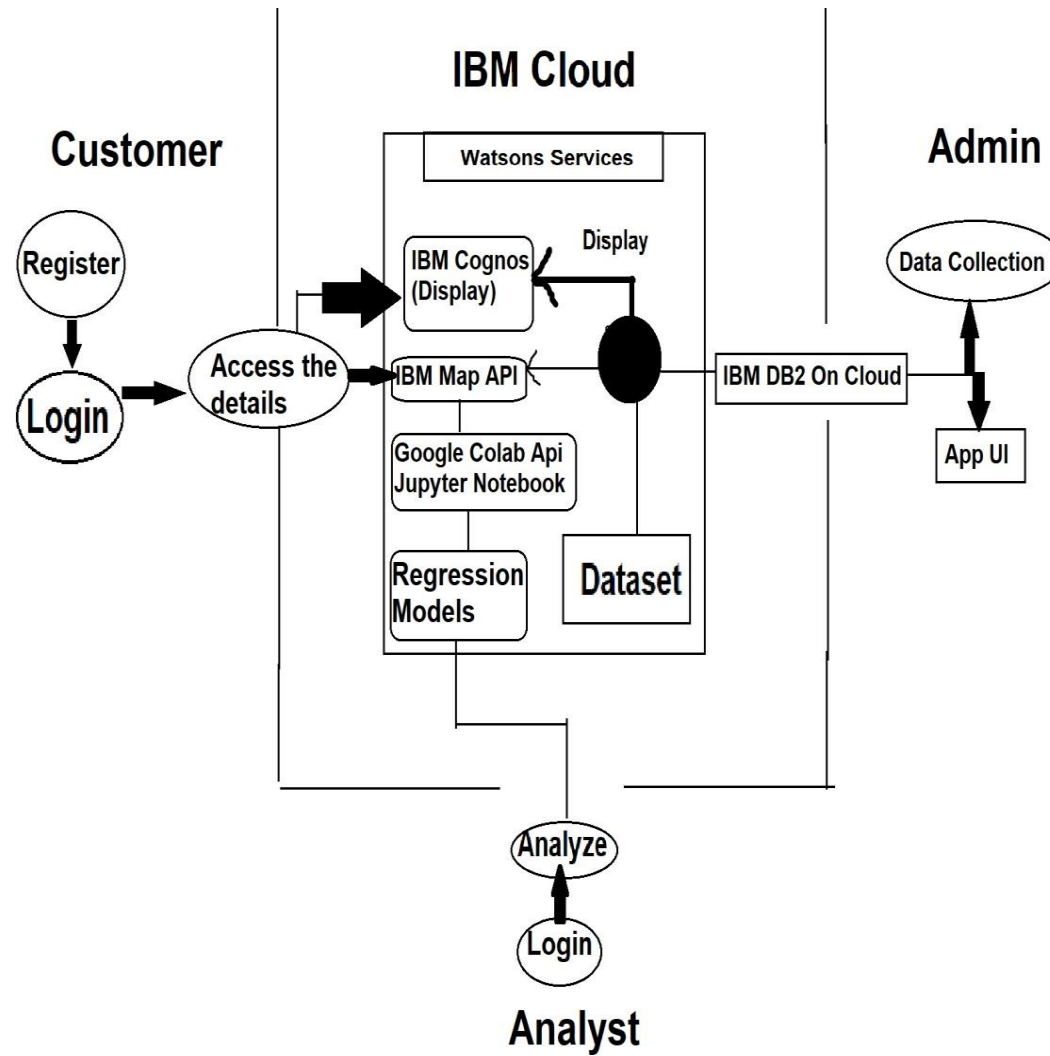 IBM Cloud
Customer
Watsons Services
Admin
Register
IBM Cognos
(Display)
Display
Data Collection
Access the
details
Login
IBM Map API
IBM DB2 On Cloud
App UI
Google Colab Api
Jupyter Notebook
Regression
Models
Dataset
Analyze
Login
Analyst